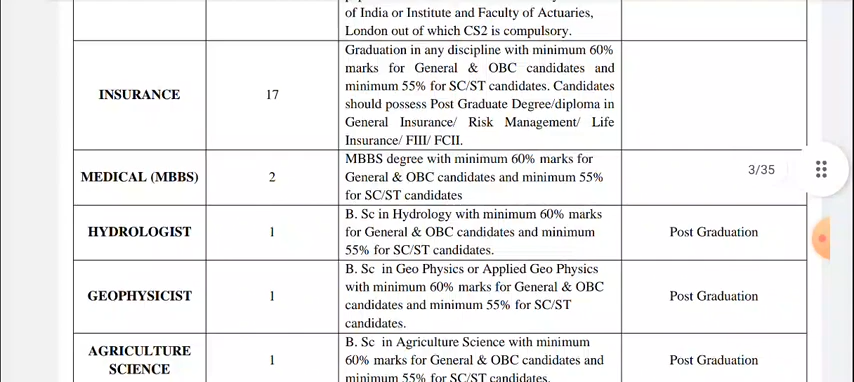 of India or Institute and Faculty of Actuaries,
London out of which CS2 is compulsory.
INSURANCE
17
Graduation in any discipline with minimum 60%
marks for General & OBC candidates and
minimum 55% for SC/ST candidates. Candidates
should possess Post Graduate Degree/diploma in
General Insurance/ Risk Management/ Life
Insurance/ FIII/ FCII.
MEDICAL (MBBS)
2
MBBS degree with minimum 60% marks for
General & OBC candidates and minimum 55%
for SC/ST candidates
3/35
HYDROLOGIST
1
B. Sc in Hydrology with minimum 60% marks
for General & OBC candidates and minimum
55% for SC/ST candidates.
Post Graduation
GEOPHYSICIST
1
B. Sc in Geo Physics or Applied Geo Physics
with minimum 60% marks for General & OBC
candidates and minimum 55% for SC/ST
candidates.
Post Graduation
AGRICULTURE
SCIENCE
1
B. Sc in Agriculture Science with minimum
60% marks for General & OBC candidates and
minimum 55% for SC/ST candidates.
Post Graduation